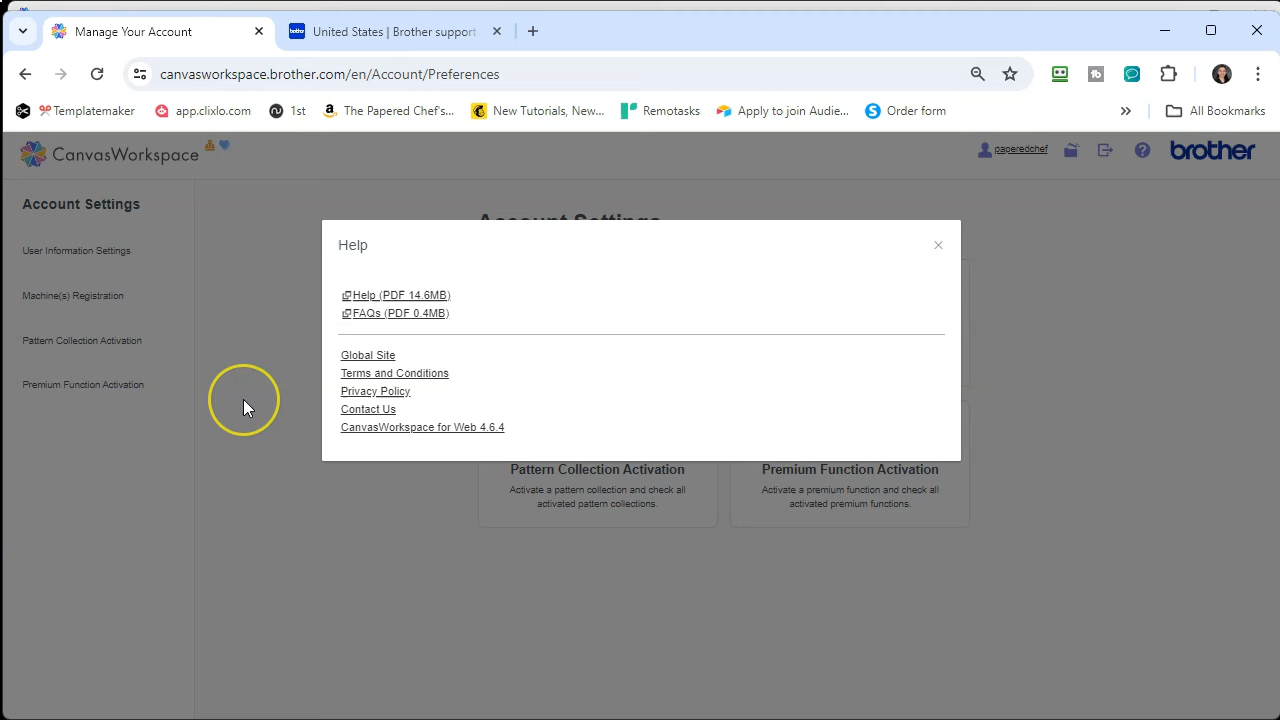 Manage Your Account
United States | Brother support
canvasworkspace.brother.com/en/Account/Preferences
Templatemaker
app.clixlo.com
1st
The Papered Chef's...
New Tutorials, New...
Remotasks
Apply to join Audie...
Order form
All Bookmarks
CanvasWorkspace
paperedchef
brother
Account Settings
User Information Settings
Machine(s) Registration
Pattern Collection Activation
Premium Function Activation
Account Settings
Help
Help (PDF 14.6MB)
FAQs (PDF 0.4MB)
Global Site
Terms and Conditions
Privacy Policy
Contact Us
CanvasWorkspace for Web 4.6.4
Pattern Collection Activation
Activate a pattern collection and check all
activated pattern collections.
Premium Function Activation
Activate a premium function and check all
activated premium functions.